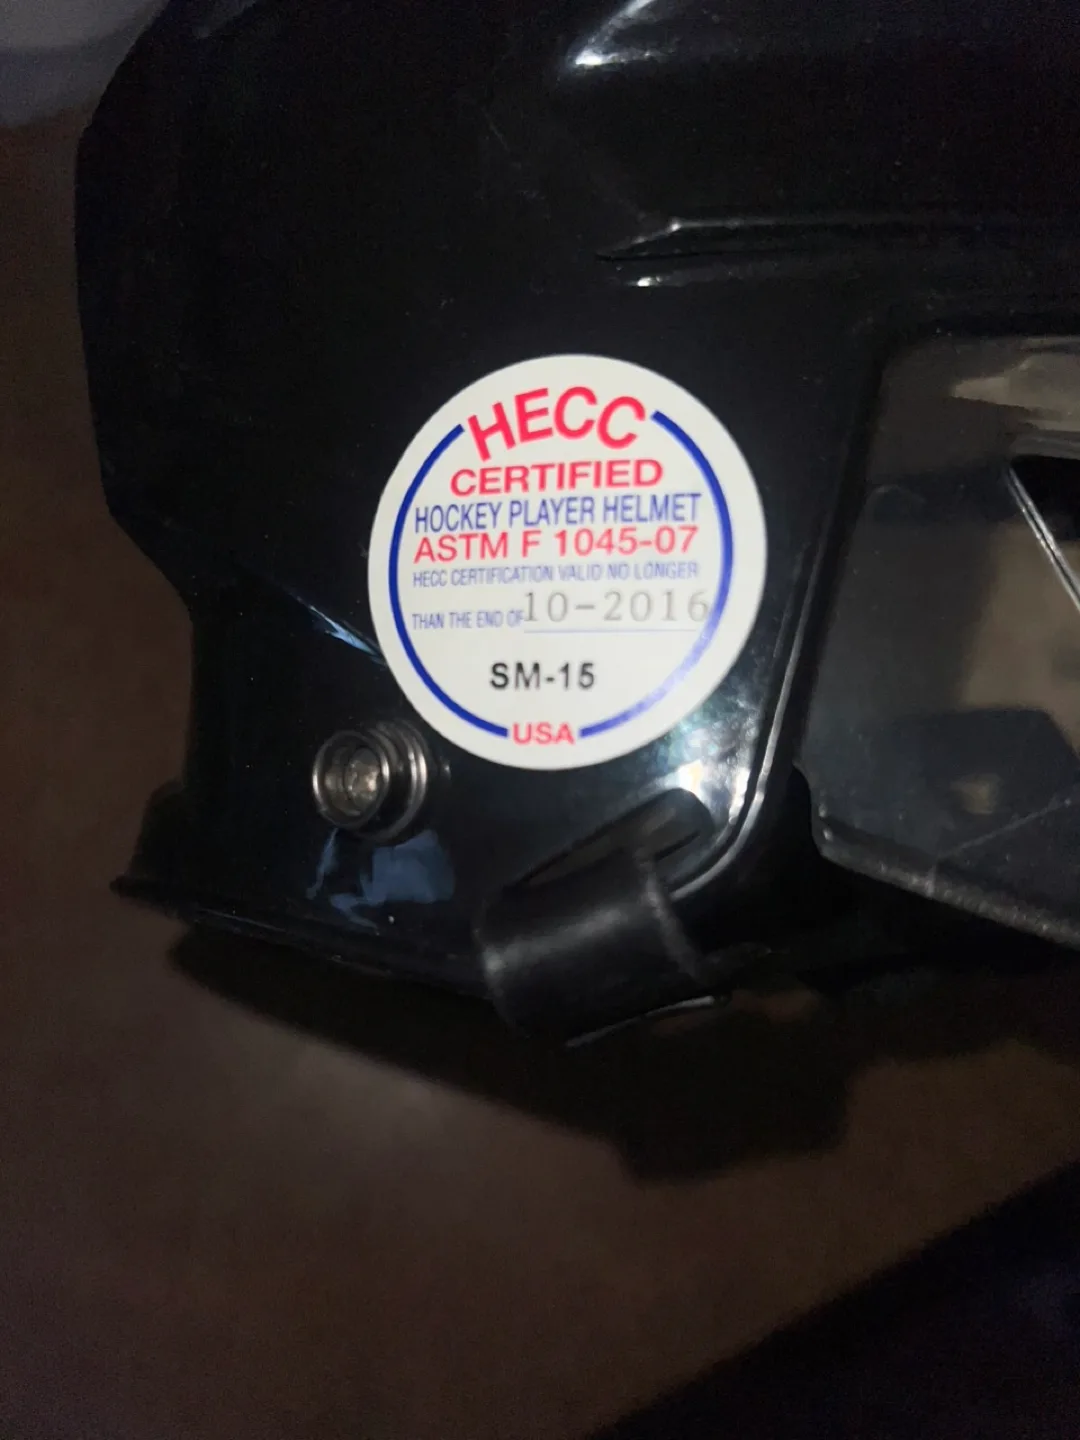 HECC
CERTIFIED
HOCKEY PLAYER HELMET
ASTM F 1045-07
HECC CERTIFICATION VALID NO LONGER
THAN THE END OF 10-2016
SM-15
USA